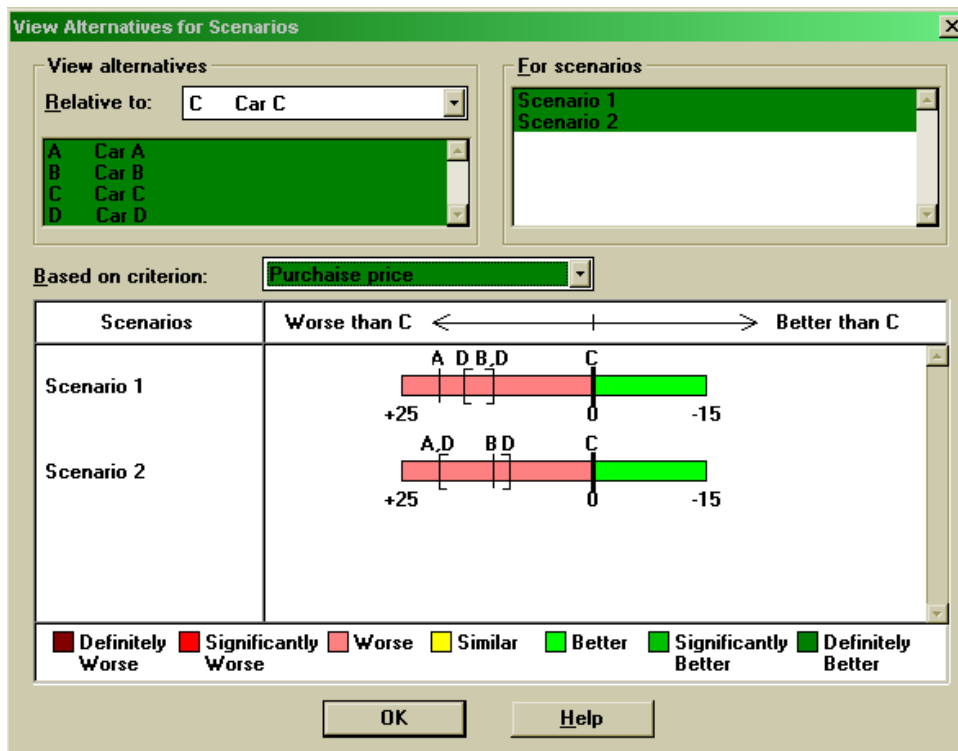 View Alternatives for Scenarios
View alternatives
Relative to: C Car C
A Car A
B Car B
C Car C
D Car D
For scenarios
Scenario 1
Scenario 2
Based on criterion: Purchaise price
Scenarios
Worse than C
Better than C
Scenario 1
A D B,D C
+25 0 -15
Scenario 2
A,D B D C
+25 0 -15
Definitely Worse
Significantly Worse
Worse
Similar
Better
Significantly Better
Definitely Better
OK
Help